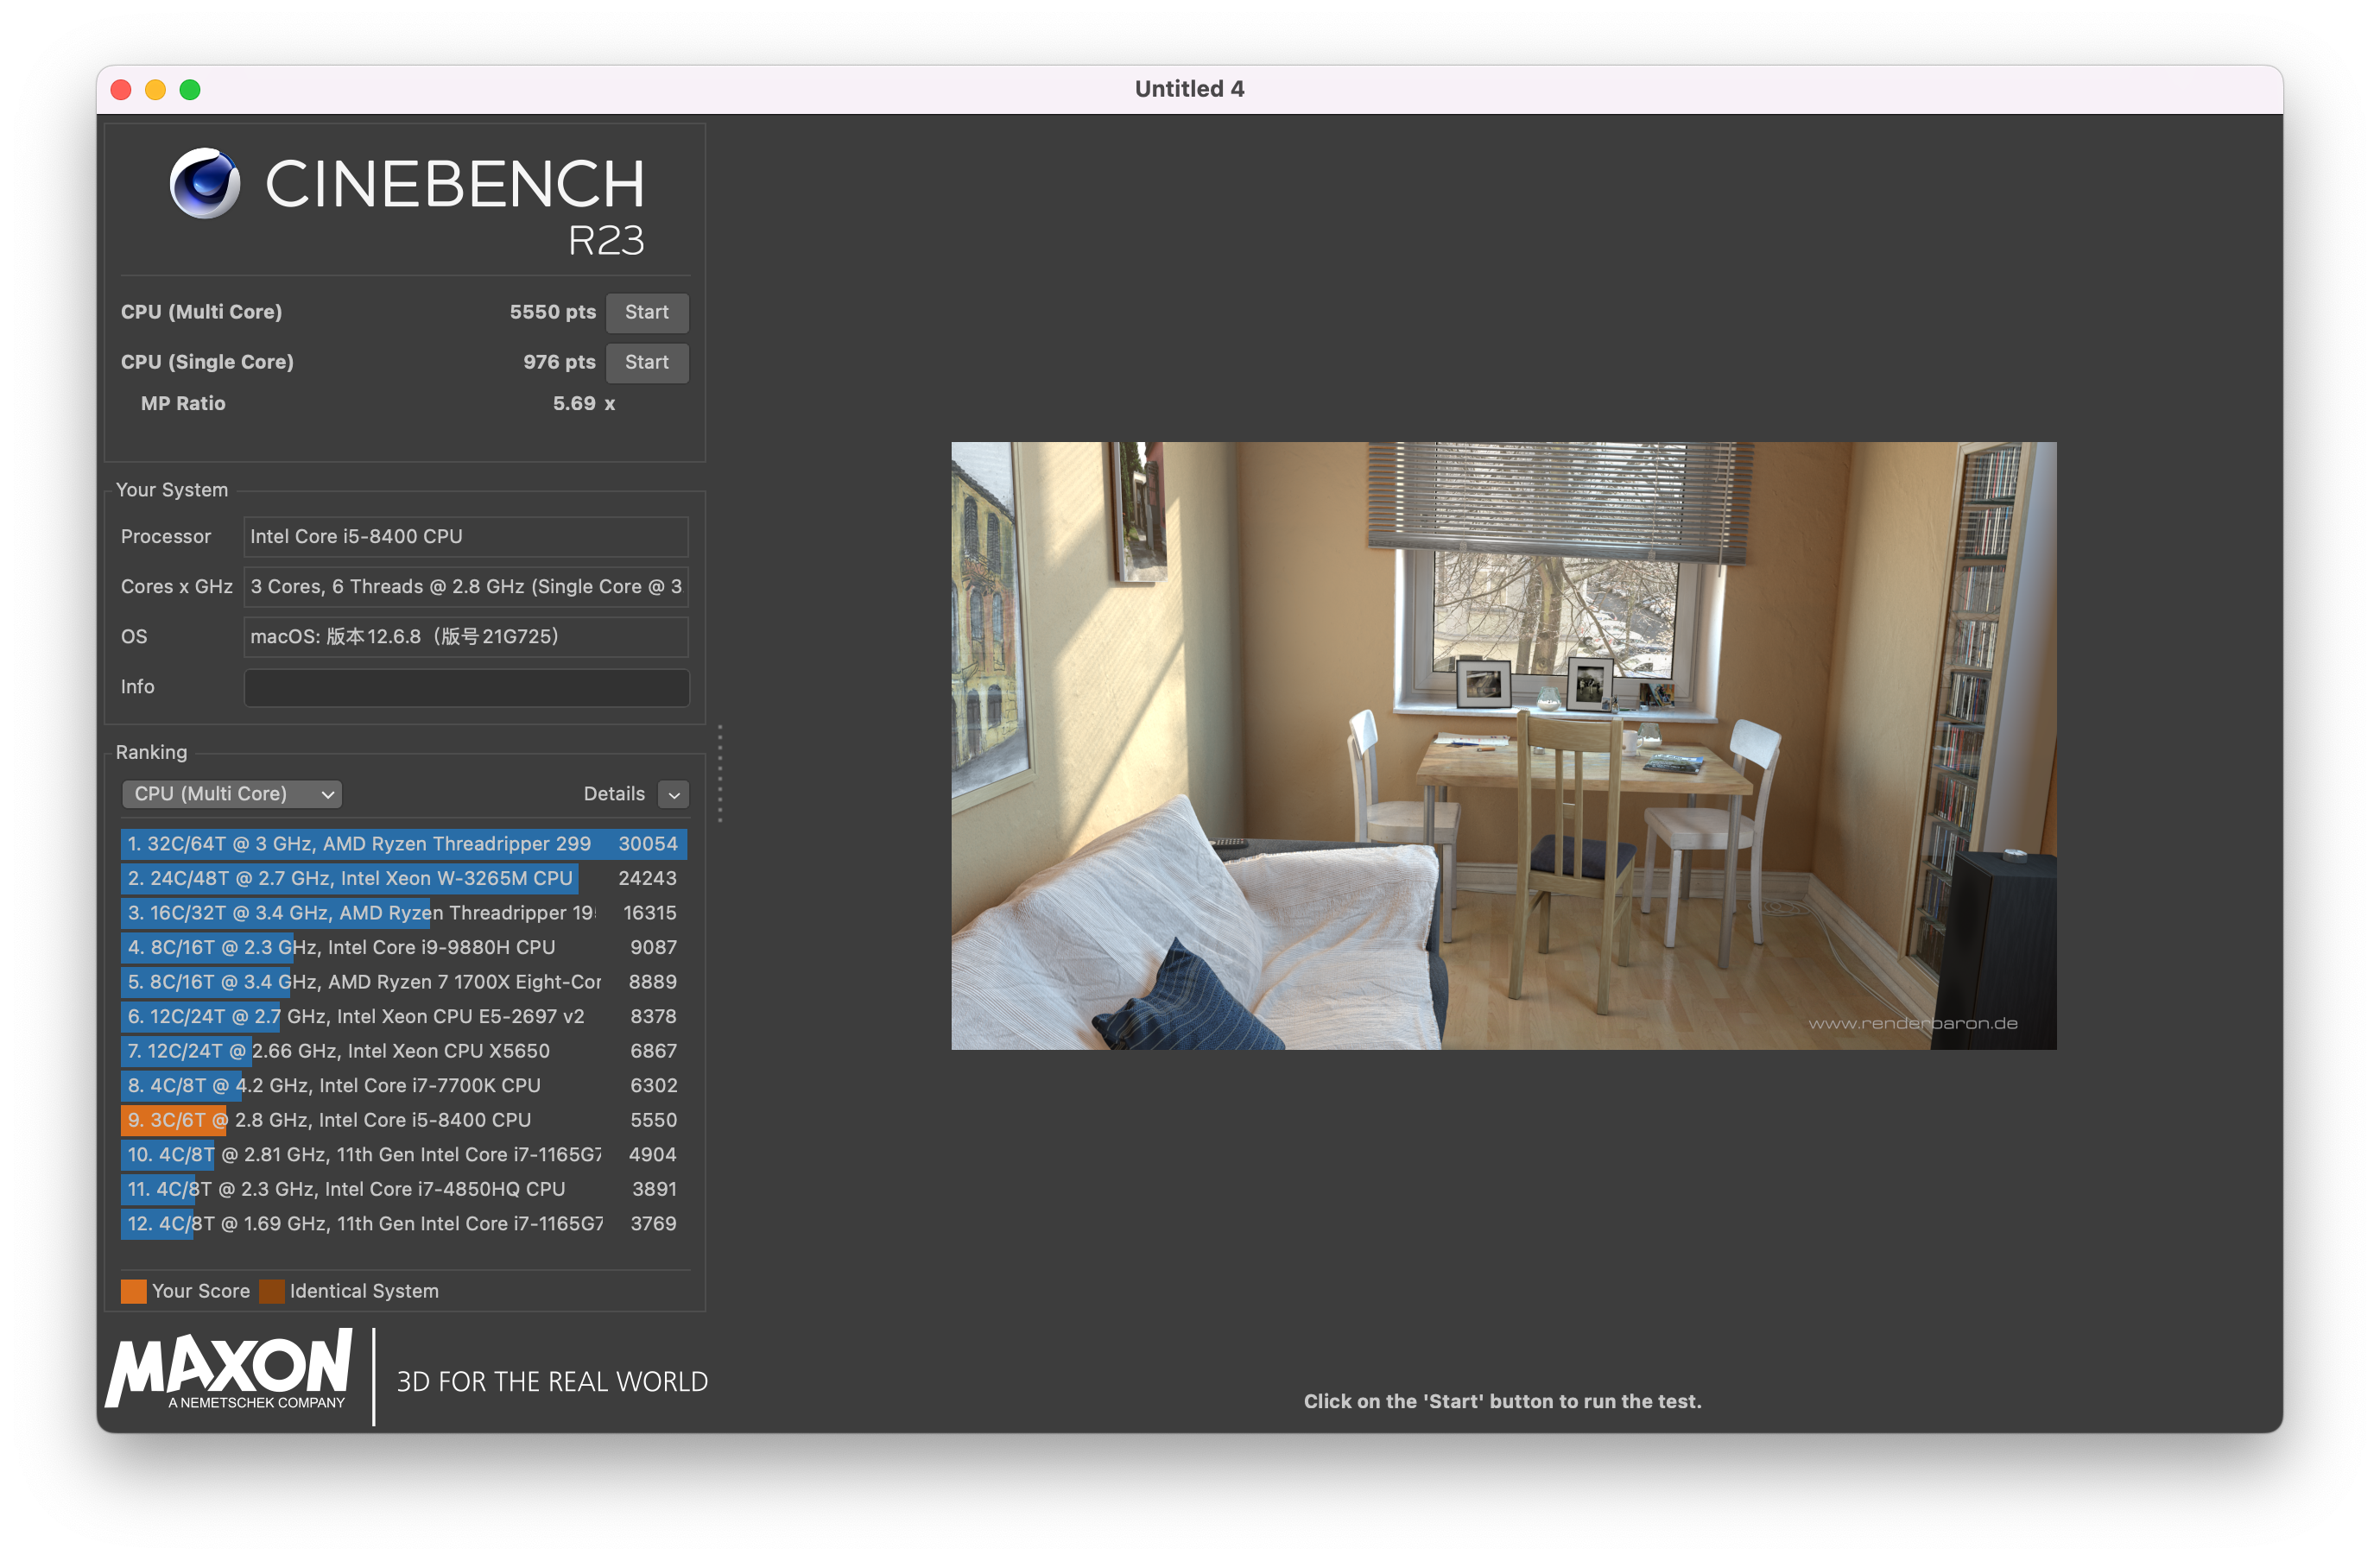 Untitled 4
CINEBENCH
R23
CPU (Multi Core) 5550 pts Start
CPU (Single Core) 976 pts Start
MP Ratio 5.69 x
Your System
Processor Intel Core i5-8400 CPU
Cores x GHz 3 Cores, 6 Threads @ 2.8 GHz (Single Core @ 3
OS macOS: 版本12.6.8（版号21G725）
Info
Ranking
CPU (Multi Core) Details
1. 32C/64T @ 3 GHz, AMD Ryzen Threadripper 299 30054
2. 24C/48T @ 2.7 GHz, Intel Xeon W-3265M CPU 24243
3. 16C/32T @ 3.4 GHz, AMD Ryzen Threadripper 19 16315
4. 8C/16T @ 2.3 GHz, Intel Core i9-9880H CPU 9087
5. 8C/16T @ 3.4 GHz, AMD Ryzen 7 1700X Eight-Cor 8889
6. 12C/24T @ 2.7 GHz, Intel Xeon CPU E5-2697 v2 8378
7. 12C/24T @ 2.66 GHz, Intel Xeon CPU X5650 6867
8. 4C/8T @ 4.2 GHz, Intel Core i7-7700K CPU 6302
9. 3C/6T @ 2.8 GHz, Intel Core i5-8400 CPU 5550
10. 4C/8T @ 2.81 GHz, 11th Gen Intel Core i7-1165G7 4904
11. 4C/8T @ 2.3 GHz, Intel Core i7-4850HQ CPU 3891
12. 4C/8T @ 1.69 GHz, 11th Gen Intel Core i7-1165G7 3769
Your Score Identical System
MAXON
A NEMETSCHEK COMPANY
3D FOR THE REAL WORLD
www.renderbaron.de
Click on the 'Start' button to run the test.